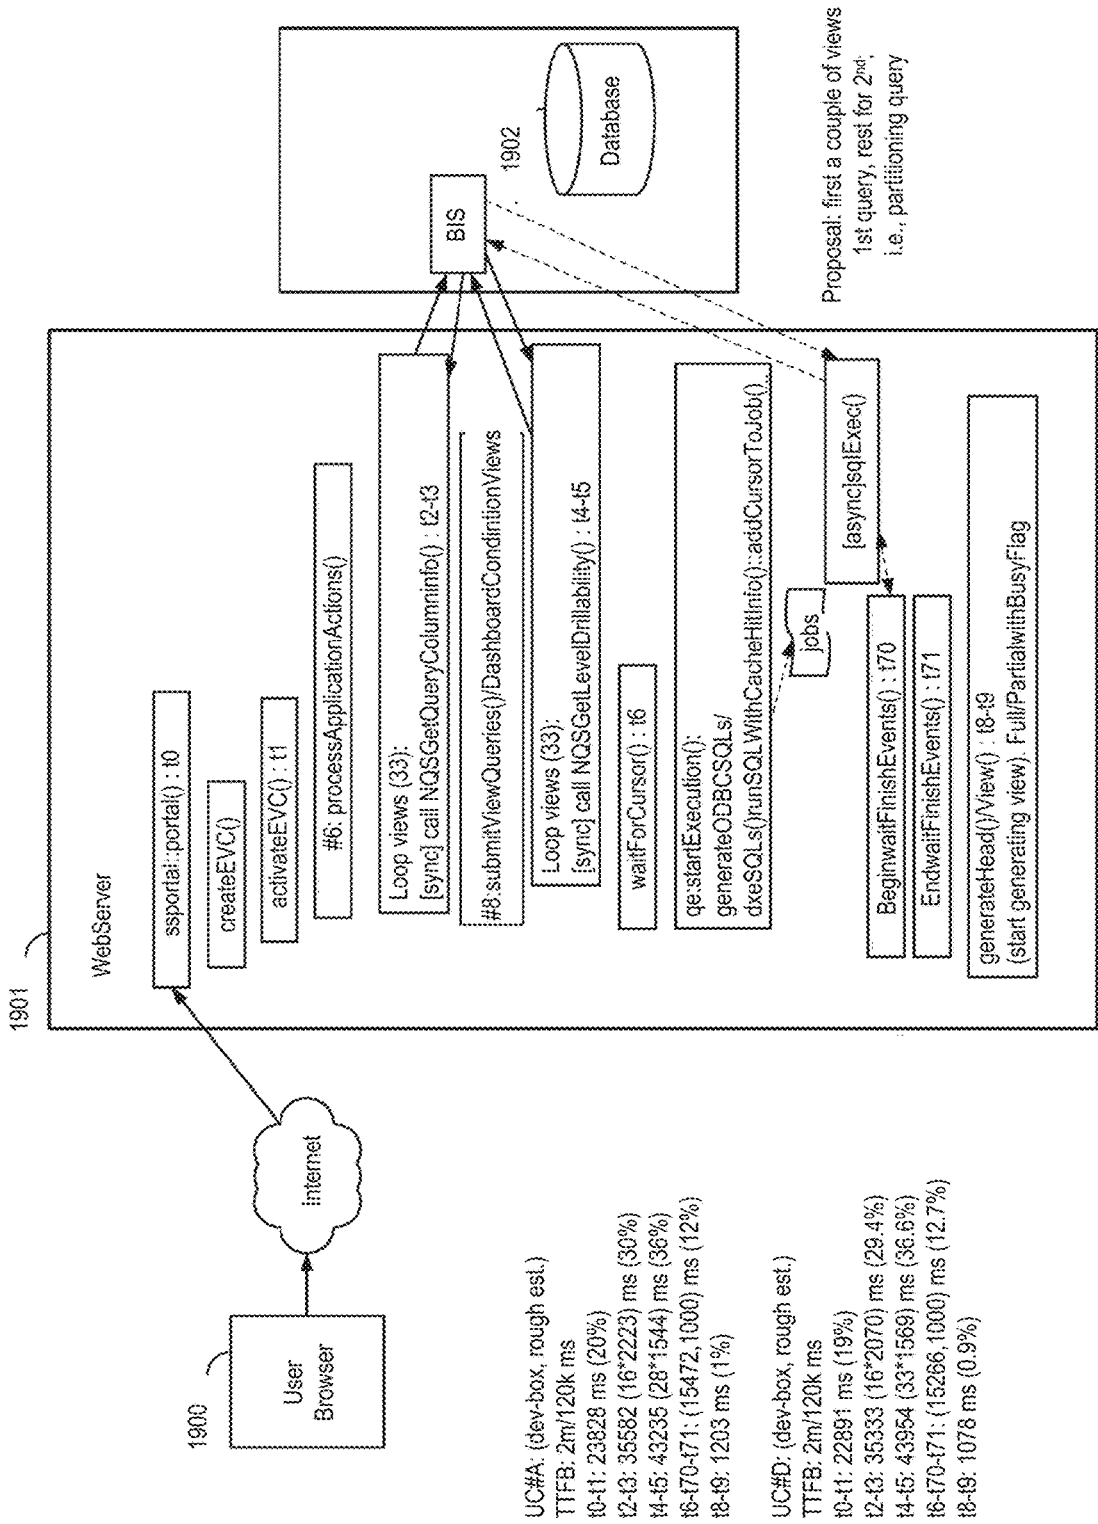 1900
User
Browser
Internet
1901
WebServer
ssportal::portal() : t0
createEVC()
activateEVC() : t1
#6: processApplicationActions()
Loop views (33):
[sync] call NQSGetQueryColumninfo() : t2-t3
#8:submitViewQueries()/DashboardCondintionViews
Loop views (33):
[sync] call NQSGetLevelDrillability() : t4-t5
waitForCursor() : t6
qe:startExecution():
generateODBCSQLs/
dxeSQLs()runSQLWithCacheHitInfo()::addCursorToJob()
jobs
[async]sqlExec()
BeginwaitFinishEvents() : t70
EndwaitFinishEvents() : t71
generateHead()/View() : t8-t9
(start generating view). Full/PartialwithBusyFlag
BIS
1902
Database
Proposal: first a couple of views
1st query, rest for 2nd;
i.e., partitioning query
UC#A: (dev-box, rough est.)
TTFB: 2m/120k ms
t0-t1: 23828 ms (20%)
t2-t3: 35582 (16*2223) ms (30%)
t4-t5: 43235 (28*1544) ms (36%)
t6-t70-t71: (15472,1000) ms (12%)
t8-t9: 1203 ms (1%)
UC#D: (dev-box, rough est.)
TTFB: 2m/120k ms
t0-t1: 22891 ms (19%)
t2-t3: 35333 (16*2070) ms (29.4%)
t4-t5: 43954 (33*1569) ms (36.6%)
t6-t70-t71: (15266,1000) ms (12.7%)
t8-t9: 1078 ms (0.9%)